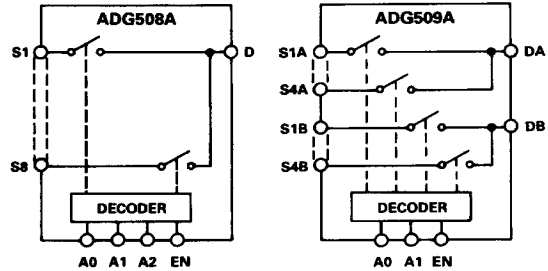 ADG508A
S1
D
S8
DECODER
A0 A1 A2 EN
ADG509A
S1A
DA
S4A
S1B
DB
S4B
DECODER
A0 A1 EN